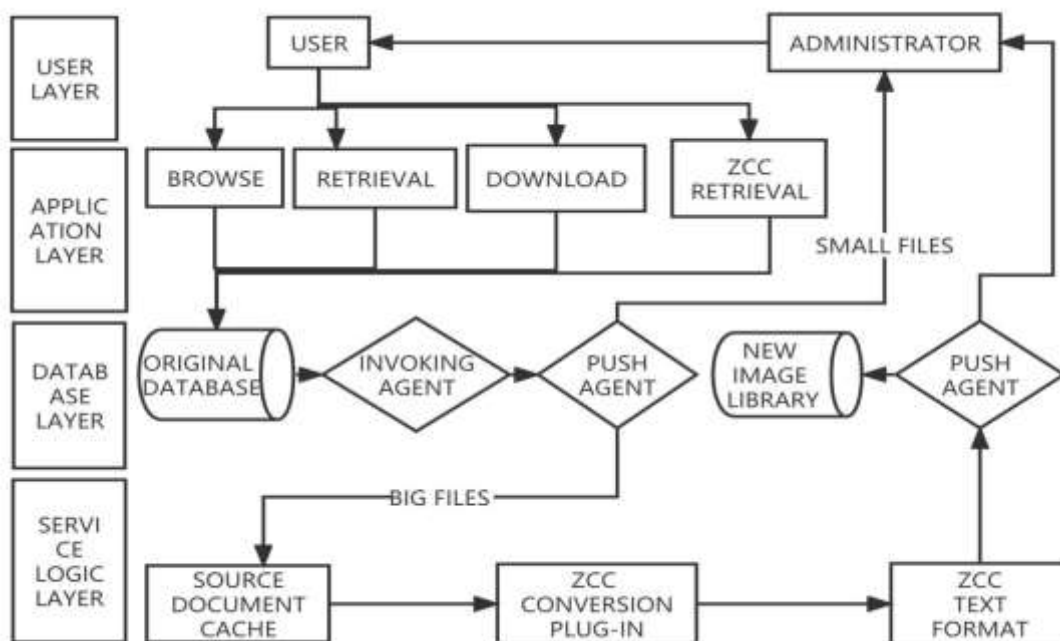 USER
LAYER
USER
ADMINISTRATOR
APPLIC
ATION
LAYER
BROWSE
RETRIEVAL
DOWNLOAD
ZCC
RETRIEVAL
SMALL FILES
DATAB
ASE
LAYER
ORIGINAL
DATABASE
INVOKING
AGENT
PUSH
AGENT
NEW
IMAGE
LIBRARY
PUSH
AGENT
BIG FILES
SERVI
CE
LOGIC
LAYER
SOURCE
DOCUMENT
CACHE
ZCC
CONVERSION
PLUG-IN
ZCC
TEXT
FORMAT